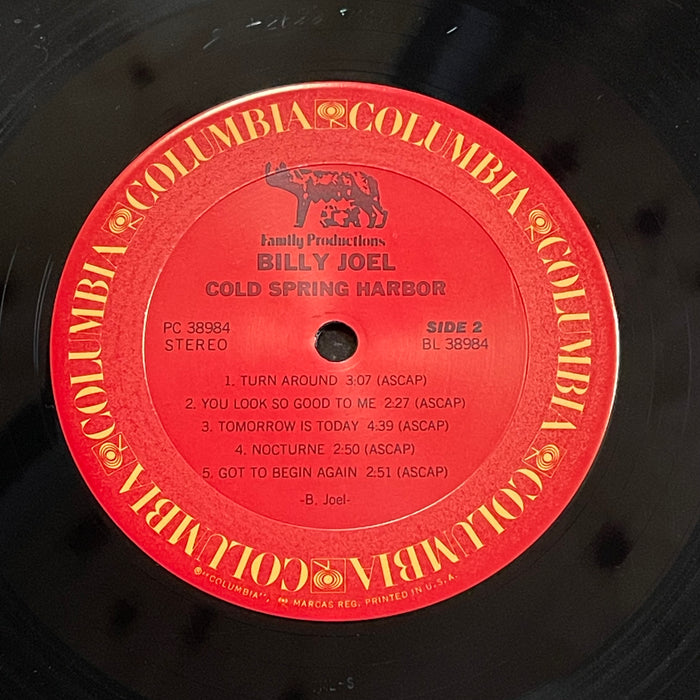 COLUMBIA COLUMBIA COLUMBIA COLUMBIA COLUMBIA COLUMBIA
Family Productions
BILLY JOEL
COLD SPRING HARBOR
PC 38984
SIDE 2
STEREO
BL 38984
1. TURN AROUND 3:07 (ASCAP)
2. YOU LOOK SO GOOD TO ME 2:27 (ASCAP)
3. TOMORROW IS TODAY 4:39 (ASCAP)
4. NOCTURNE 2:50 (ASCAP)
5. GOT TO BEGIN AGAIN 2:51 (ASCAP)
-B. Joel-
®"COLUMBIA", MARCAS REG. PRINTED IN U.S.A.